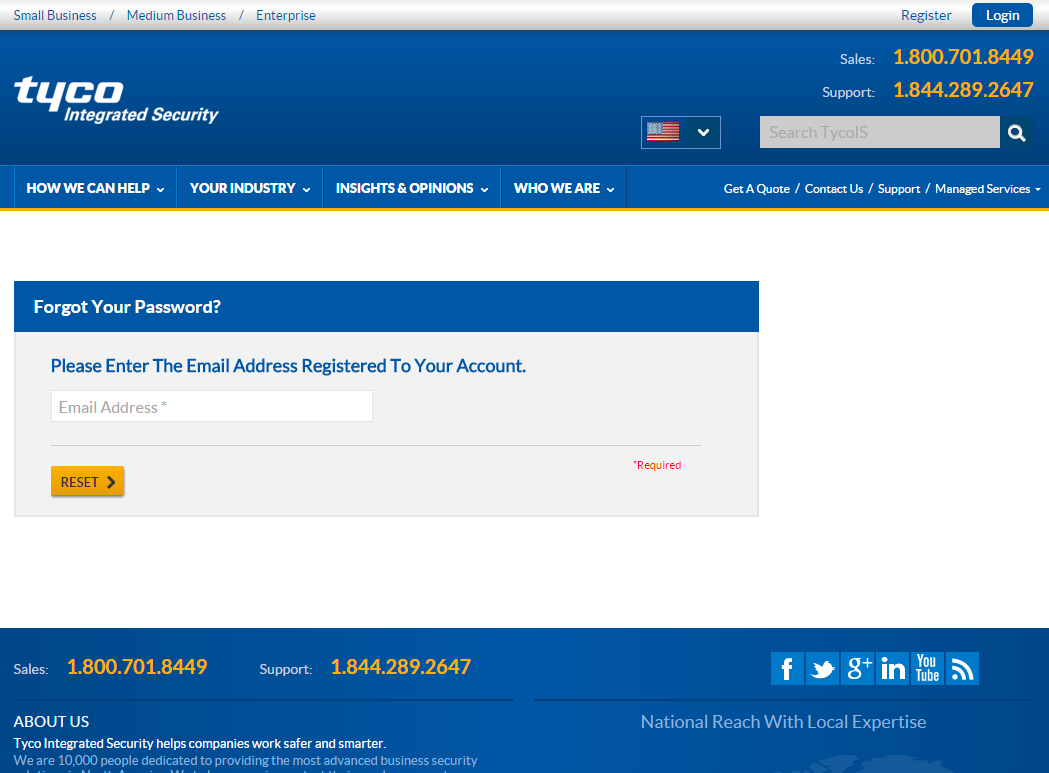 Small Business / Medium Business / Enterprise
Register Login
Sales: 1.800.701.8449
Support: 1.844.289.2647
tyco
Integrated Security
Search TycoIS
HOW WE CAN HELP YOUR INDUSTRY INSIGHTS & OPINIONS WHO WE ARE Get A Quote / Contact Us / Support / Managed Services
Forgot Your Password?
Please Enter The Email Address Registered To Your Account.
Email Address *
*Required
RESET
Sales: 1.800.701.8449 Support: 1.844.289.2647
f g+ in You Tube
ABOUT US
National Reach With Local Expertise
Tyco Integrated Security helps companies work safer and smarter.
We are 10,000 people dedicated to providing the most advanced business security